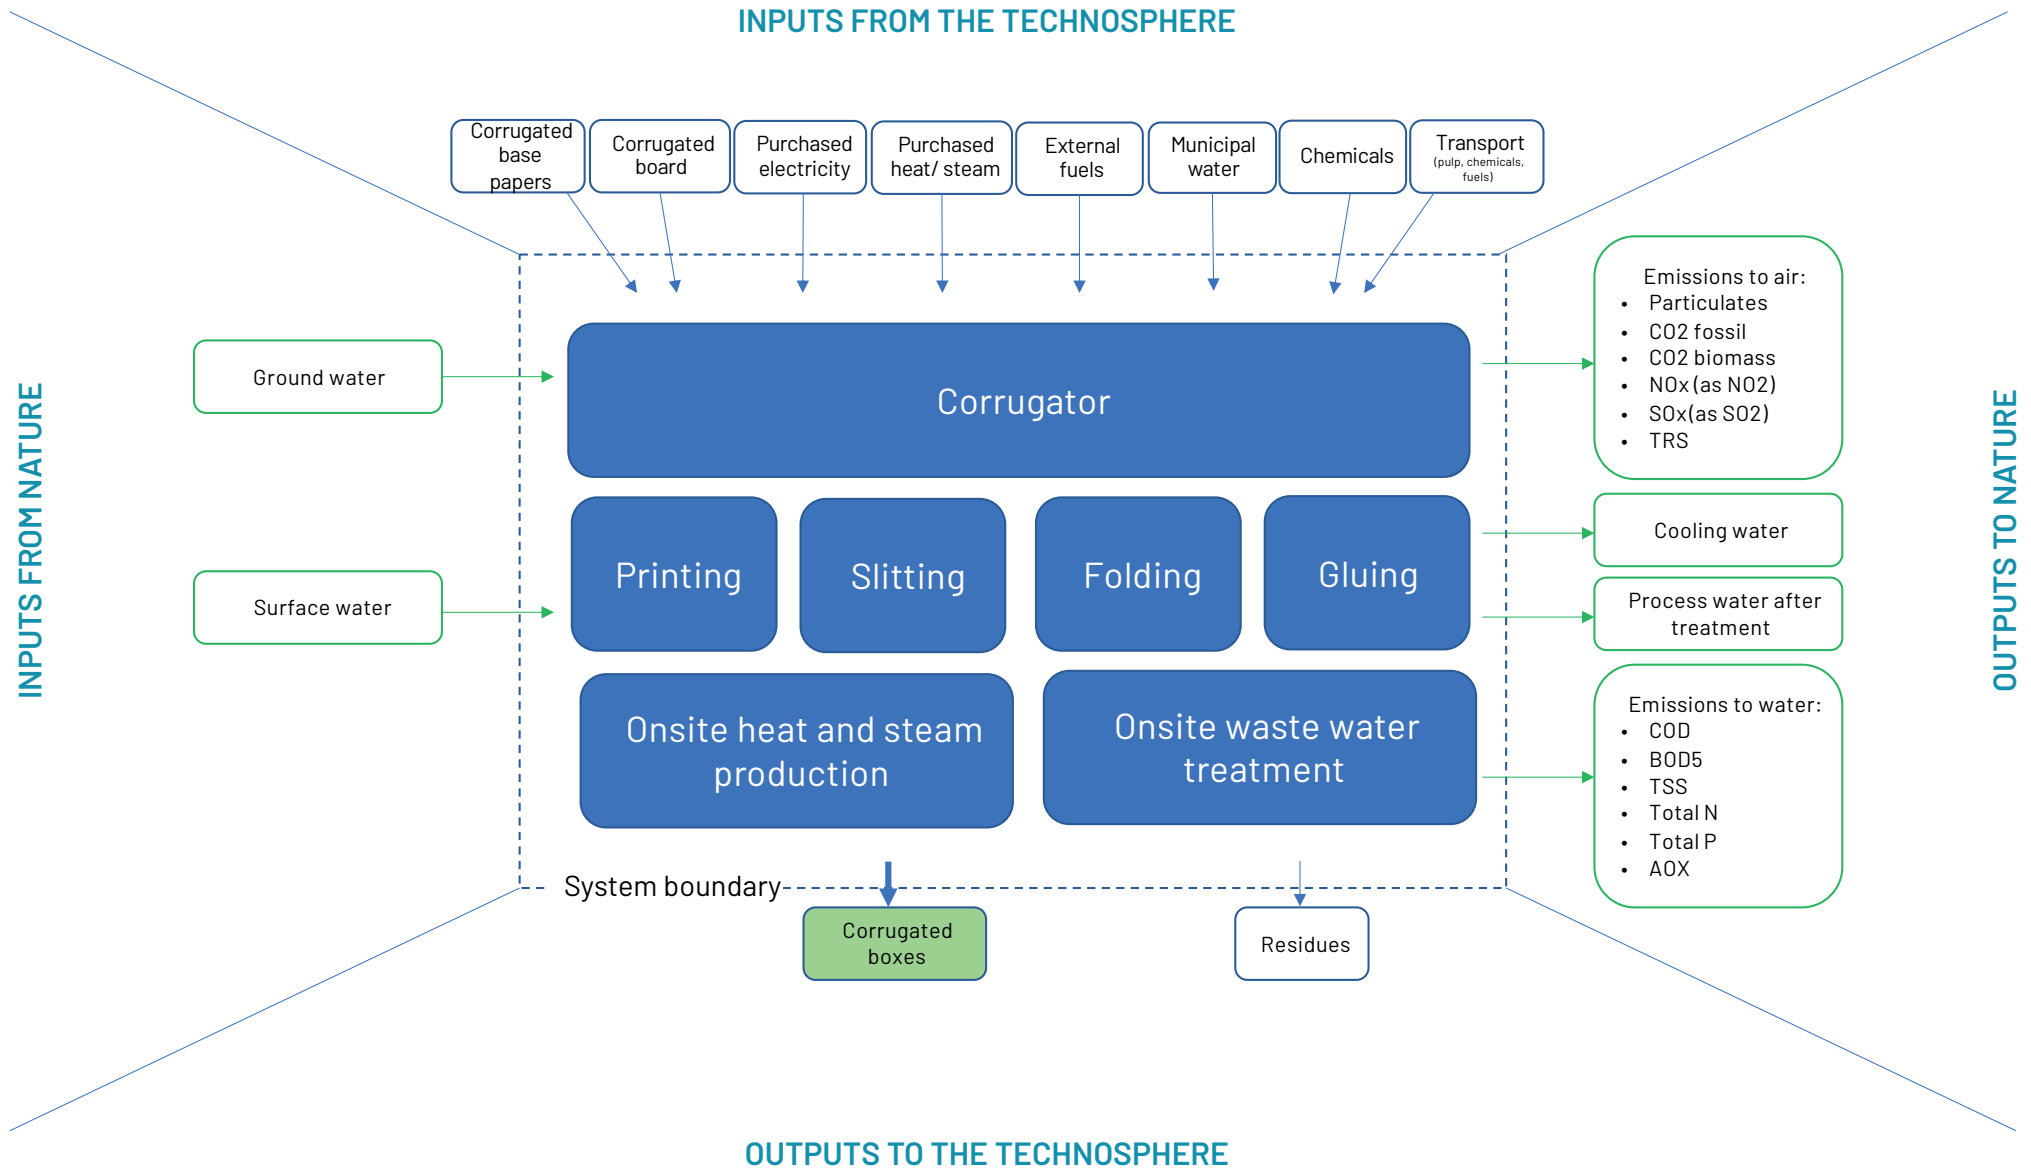 INPUTS FROM THE TECHNOSPHERE
Corrugated
base
papers
Corrugated
board
Purchased
electricity
Purchased
heat/ steam
External
fuels
Municipal
water
Chemicals
Transport
(pulp, chemicals,
fuels)
INPUTS FROM NATURE
Ground water
Surface water
Corrugator
Printing
Slitting
Folding
Gluing
Onsite heat and steam
production
Onsite waste water
treatment
System boundary
Emissions to air:
• Particulates
• CO2 fossil
• CO2 biomass
• NOx (as NO2)
• SOx(as SO2)
• TRS
Cooling water
Process water after
treatment
Emissions to water:
• COD
• BOD5
• TSS
• Total N
• Total P
• AOX
OUTPUTS TO NATURE
Corrugated
boxes
Residues
OUTPUTS TO THE TECHNOSPHERE